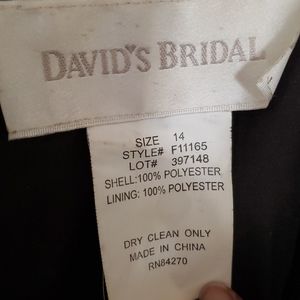 DAVID'S BRIDAL
SIZE 14
STYLE# F11165
LOT# 397148
SHELL:100% POLYESTER
LINING: 100% POLYESTER
DRY CLEAN ONLY
MADE IN CHINA
RN84270